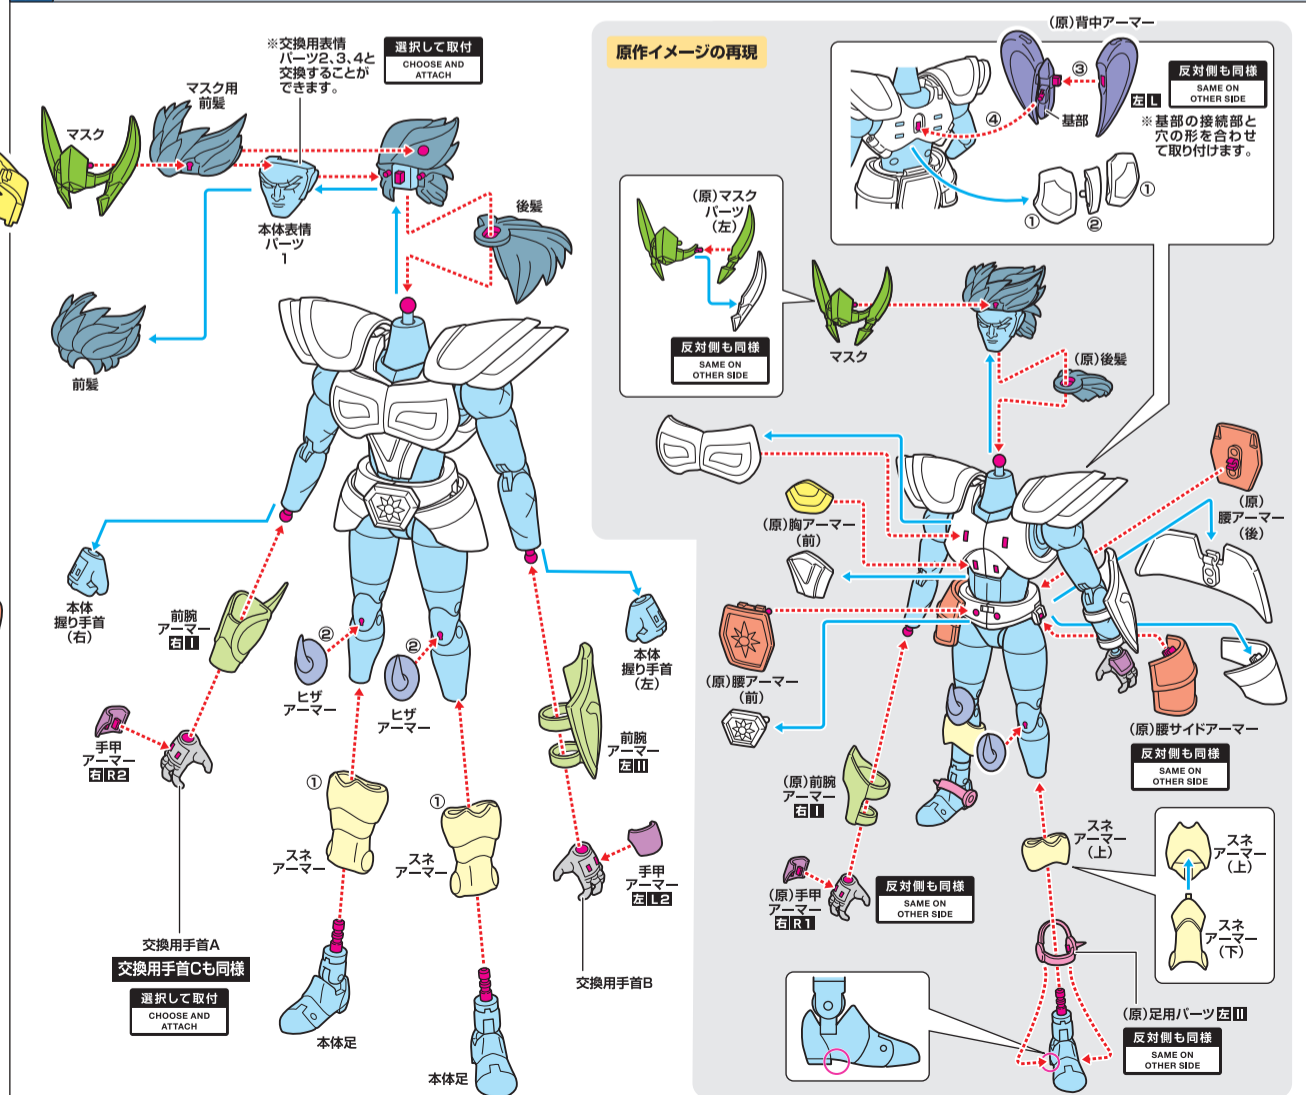 ※交換用表情
パーツ2、3、4と
交換することが
できます。
選択して取付
CHOOSE AND
ATTACH
マスク用
前髪
マスク
本体表情
パーツ
1
後髪
前髪
本体
握り手首
(右)
前腕
アーマー
右 I
手甲
アーマー
右 R2
②
ヒザ
アーマー
②
ヒザ
アーマー
本体
握り手首
(左)
前腕
アーマー
左 II
①
スネ
アーマー
①
スネ
アーマー
手甲
アーマー
左 L2
交換用手首A
交換用手首Cも同様
選択して取付
CHOOSE AND
ATTACH
交換用手首B
本体足
本体足
原作イメージの再現
(原)背中アーマー
③
④
左 L
基部
反対側も同様
SAME ON
OTHER SIDE
※基部の接続部と
穴の形を合わせ
て取り付けます。
①
②
①
(原)マスク
パーツ
(左)
反対側も同様
SAME ON
OTHER SIDE
マスク
(原)後髪
(原)胸アーマー
(前)
(原)
腰アーマー
(後)
(原)腰アーマー
(前)
(原)腰サイドアーマー
反対側も同様
SAME ON
OTHER SIDE
(原)前腕
アーマー
右 I
(原)手甲
アーマー
右 R1
反対側も同様
SAME ON
OTHER SIDE
スネ
アーマー
(上)
スネ
アーマー
(上)
スネ
アーマー
(下)
(原)足用パーツ 左 II
反対側も同様
SAME ON
OTHER SIDE